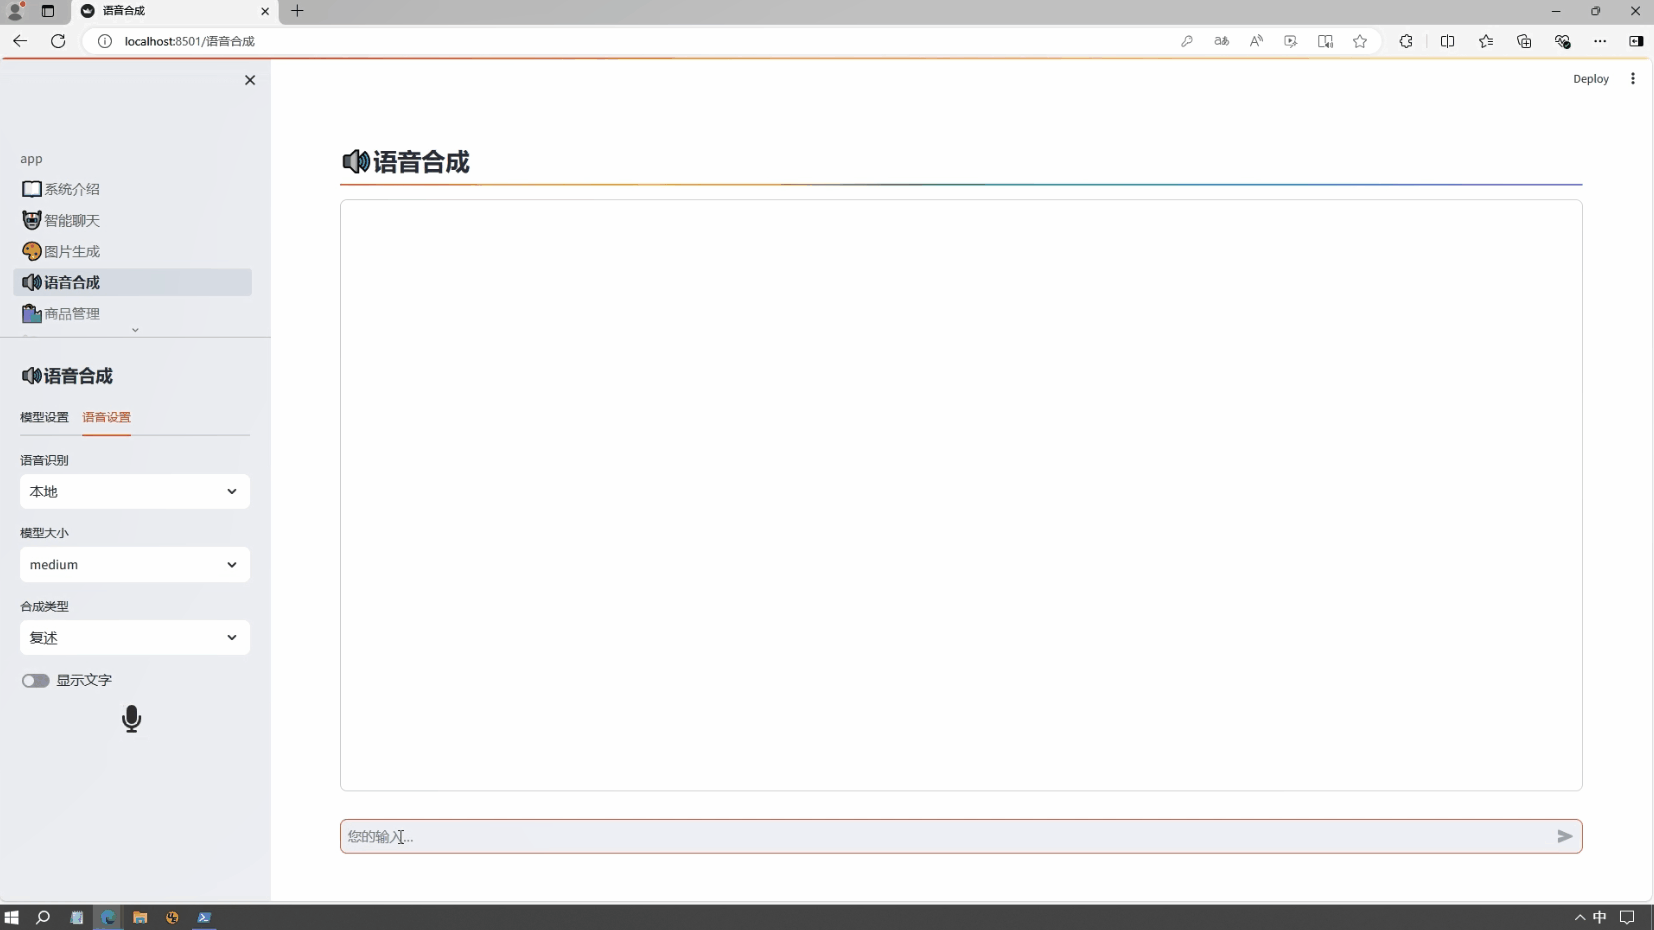 语音合成
localhost:8501/语音合成
Deploy
app
系统介绍
智能聊天
图片生成
语音合成
商品管理
语音合成
模型设置 语音设置
语音识别
本地
模型大小
medium
合成类型
复述
显示文字
语音合成
您的输入...
中